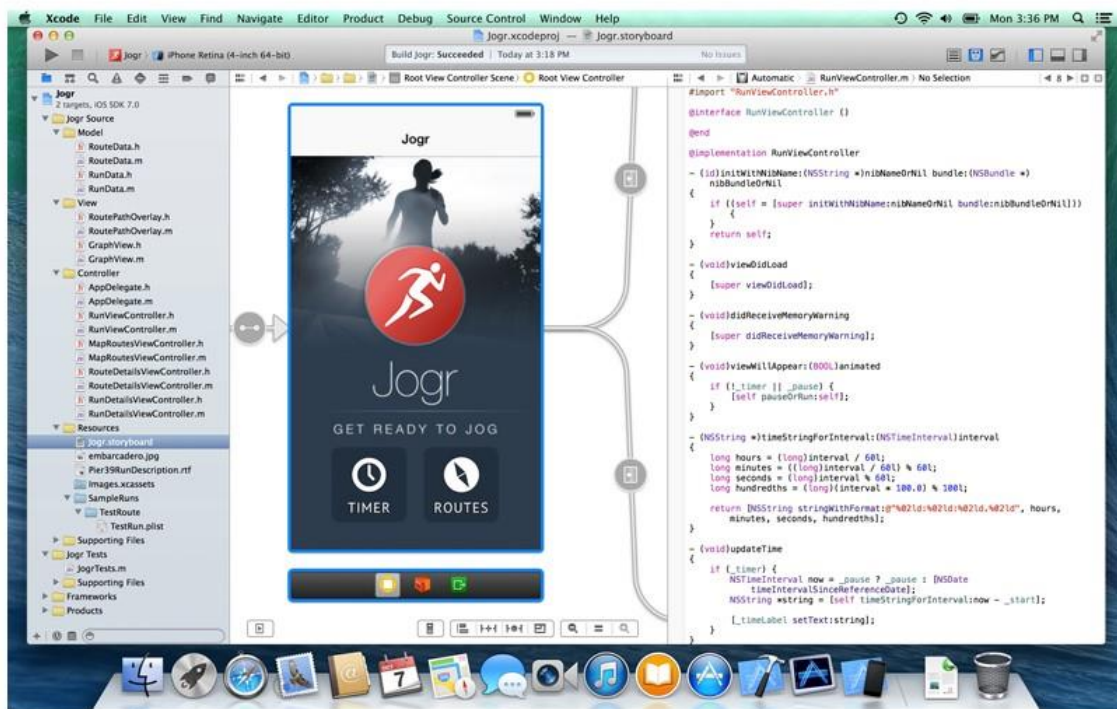 Xcode File Edit View Find Navigate Editor Product Debug Source Control Window Help Mon 3:36 PM
Jogr.xcodeproj — Jogr.storyboard
Jogr iPhone Retina (4-inch 64-bit) Build Jogr: Succeeded | Today at 3:18 PM No Issues
Root View Controller Scene Root View Controller
Automatic RunViewController.m No Selection 8
Jogr
2 targets, iOS SDK 7.0
Jogr Source
Model
h RouteData.h
m RouteData.m
h RunData.h
m RunData.m
View
h RoutePathOverlay.h
m RoutePathOverlay.m
h GraphView.h
m GraphView.m
Controller
h AppDelegate.h
m AppDelegate.m
h RunViewController.h
m RunViewController.m
h MapRoutesViewController.h
m MapRoutesViewController.m
h RouteDetailsViewController.h
m RouteDetailsViewController.m
h RunDetailsViewController.h
m RunDetailsViewController.m
Resources
Jogr.storyboard
embarcadero.jpg
Pier39RunDescription.rtf
Images.xcassets
SampleRuns
TestRoute
TestRun.plist
Supporting Files
Jogr Tests
m JogrTests.m
Supporting Files
Frameworks
Products
Jogr
Jogr
GET READY TO JOG
TIMER ROUTES
#import "RunViewController.h"
@interface RunViewController ()
@end
@implementation RunViewController
- (id)initWithNibName:(NSString *)nibNameOrNil bundle:(NSBundle *)
nibBundleOrNil
{
if ((self = [super initWithNibName:nibNameOrNil bundle:nibBundleOrNil]))
{
}
return self;
}
- (void)viewDidLoad
{
[super viewDidLoad];
}
- (void)didReceiveMemoryWarning
{
[super didReceiveMemoryWarning];
}
- (void)viewWillAppear:(BOOL)animated
{
if (!_timer || _pause) {
[self pauseOrRun:self];
}
}
- (NSString *)timeStringForInterval:(NSTimeInterval)interval
{
long hours = (long)interval / 60l;
long minutes = ((long)interval / 60l) % 60l;
long seconds = (long)interval % 60l;
long hundredths = (long)(interval * 100.0) % 100l;
return [NSString stringWithFormat:@"%02ld:%02ld:%02ld.%02ld", hours,
minutes, seconds, hundredths];
}
- (void)updateTime
{
if (_timer) {
NSTimeInterval now = _pause ? _pause : [NSDate
timeIntervalSinceReferenceDate];
NSString *string = [self timeStringForInterval:now - _start];
[_timeLabel setText:string];
}
}
OCT
7